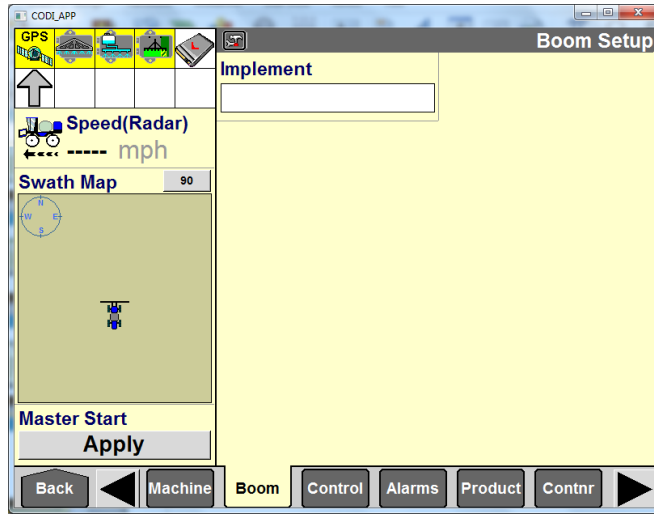 CODI_APP
GPS
L
Boom Setup
Implement
Speed(Radar)
----- mph
Swath Map
90
N
W E
S
Master Start
Apply
Back
Machine
Boom
Control
Alarms
Product
Contnr